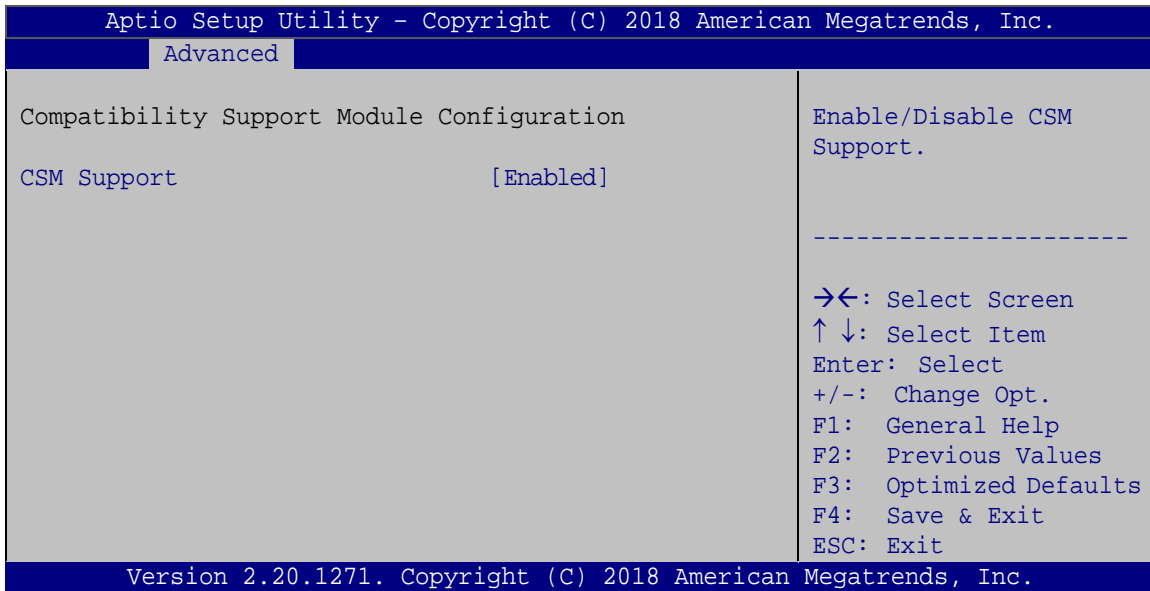 Aptio Setup Utility – Copyright (C) 2018 American Megatrends, Inc.
Advanced
Compatibility Support Module Configuration
CSM Support [Enabled]
Enable/Disable CSM
Support.
----------------------
→←: Select Screen
↑ ↓: Select Item
Enter: Select
+/-: Change Opt.
F1: General Help
F2: Previous Values
F3: Optimized Defaults
F4: Save & Exit
ESC: Exit
Version 2.20.1271. Copyright (C) 2018 American Megatrends, Inc.